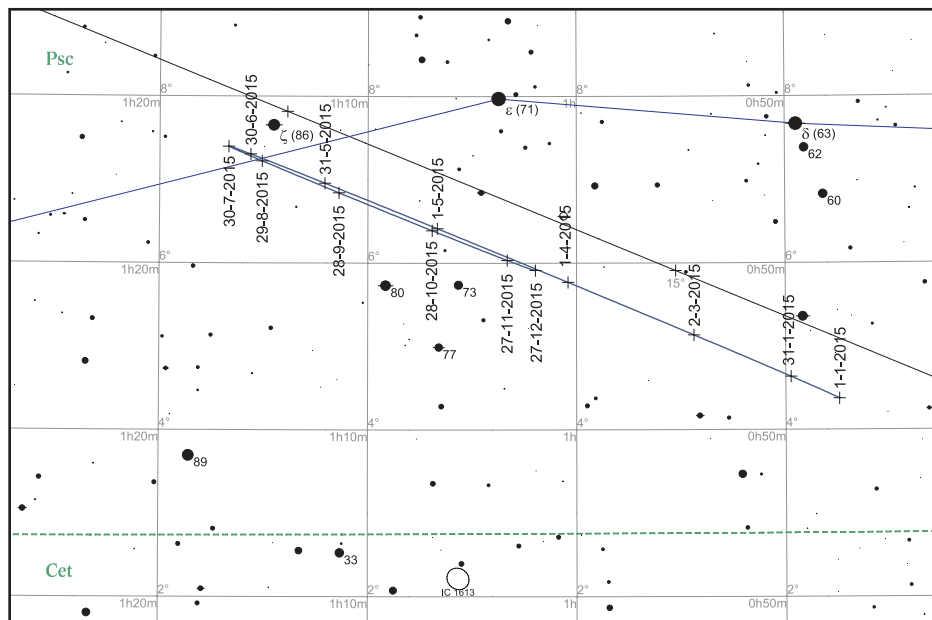 Psc
1h20m
8°
1h10m
8°
1h
8°
0h50m
8°
ε (71)
δ (63)
62
60
ζ (86)
30-6-2015
31-5-2015
30-7-2015
29-8-2015
28-9-2015
1-5-2015
28-10-2015
1-4-2015
27-11-2015
27-12-2015
2-3-2015
31-1-2015
1-1-2015
1h20m
6°
1h10m
6°
0h50m
6°
15°
80
73
77
1h20m
4°
1h10m
4°
1h
4°
0h50m
4°
89
Cet
33
IC 1613
1h20m
2°
1h10m
2°
1h
2°
0h50m
2°